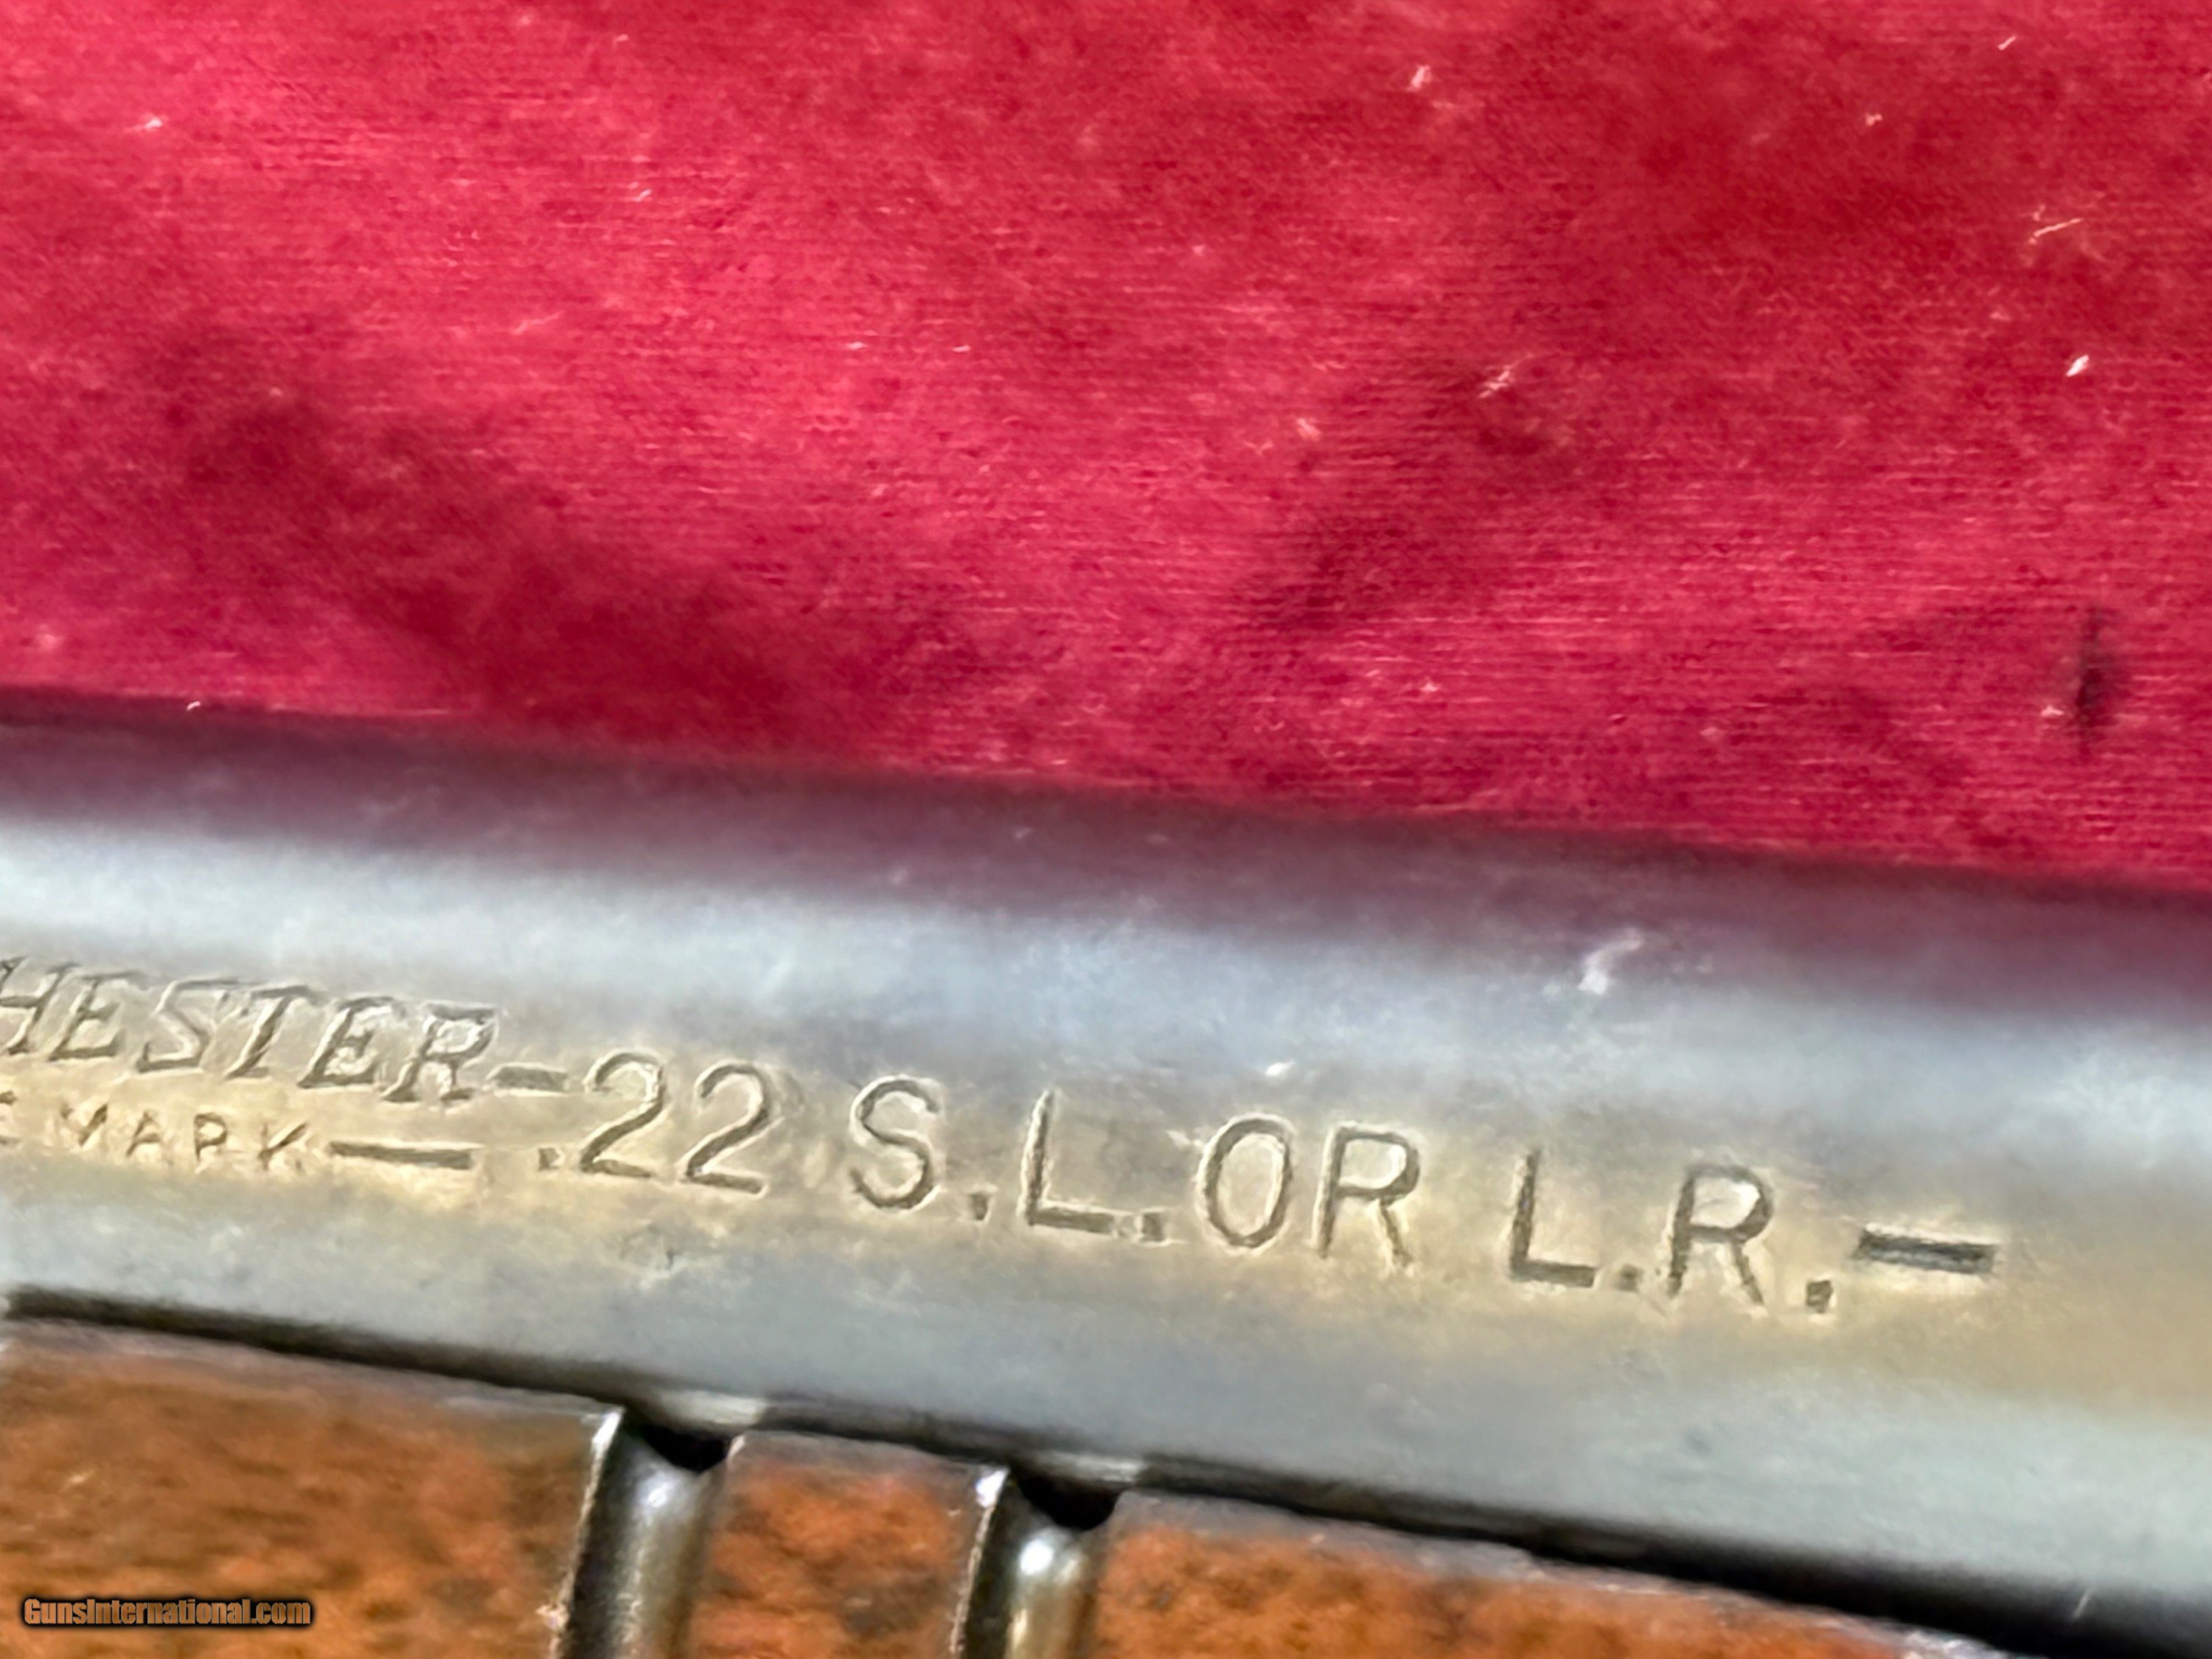 HESTER-.22 S.L.OR L.R.-
MARK—
GunsInternational.com